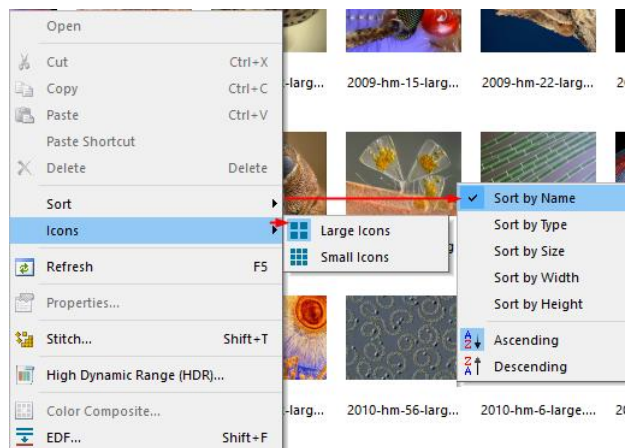 Open
Cut Ctrl+X
Copy Ctrl+C
Paste Ctrl+V
Paste Shortcut
Delete Delete
Sort
Icons
Refresh F5
Properties...
Stitch... Shift+T
High Dynamic Range (HDR)...
Color Composite...
EDF... Shift+F
Large Icons
Small Icons
Sort by Name
Sort by Type
Sort by Size
Sort by Width
Sort by Height
Ascending
Descending
-larg... 2009-hm-15-larg... 2009-hm-22-larg...
-larg... 2010-hm-56-larg... 2010-hm-6-large....